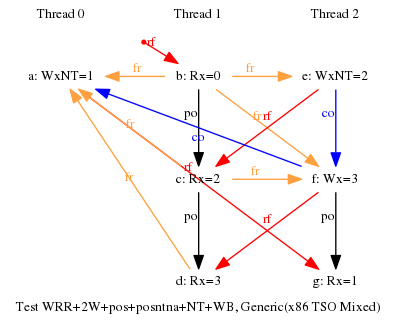 Thread 0 Thread 1 Thread 2
rf
a: WxNT=1 fr b: Rx=0 fr e: WxNT=2
po fr rf co
fr co
rf c: Rx=2 fr f: Wx=3
fr
po rf po
d: Rx=3 g: Rx=1
Test WRR+2W+pos+posntna+NT+WB, Generic(x86 TSO Mixed)